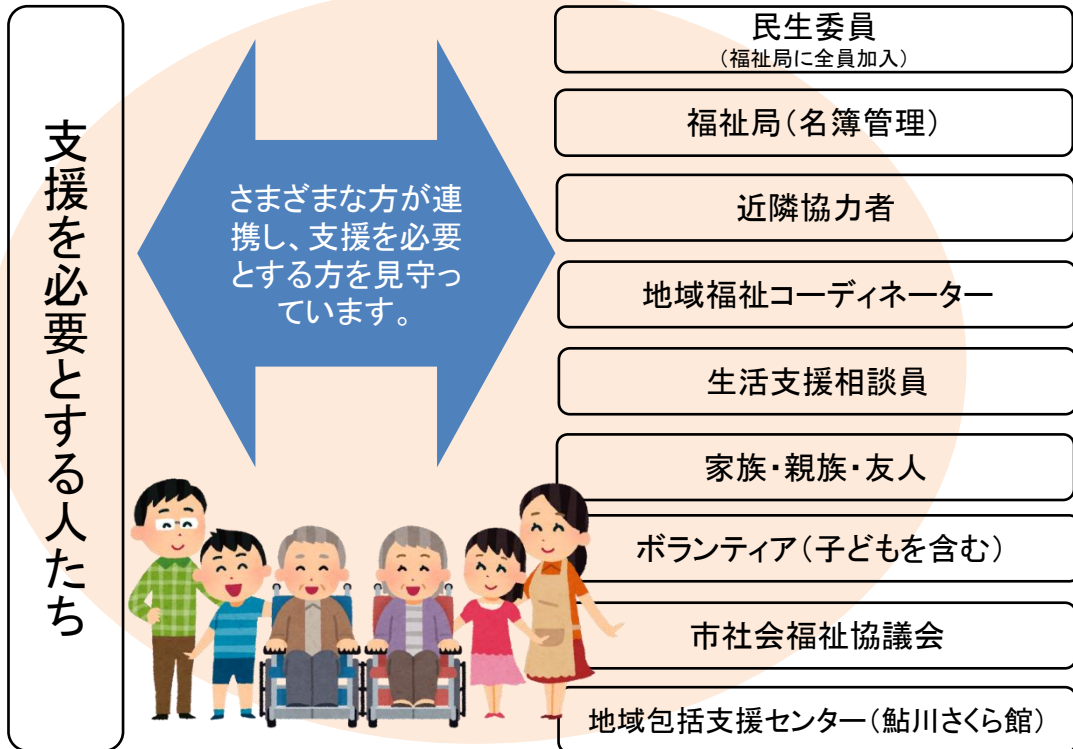 支援を必要とする人たち
さまざまな方が連
携し、支援を必要
とする方を見守っ
ています。
民生委員
（福祉局に全員加入）
福祉局（名簿管理）
近隣協力者
地域福祉コーディネーター
生活支援相談員
家族・親族・友人
ボランティア（子どもを含む）
市社会福祉協議会
地域包括支援センター（鮎川さくら館）